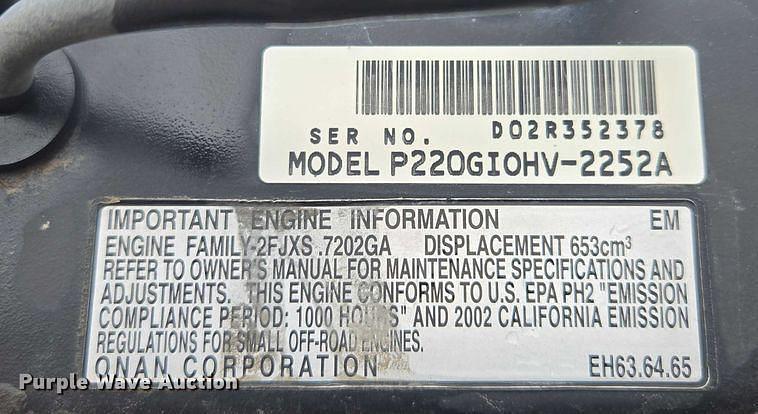 SER NO. D02R352378
MODEL P220GIOHV-2252A
IMPORTANT ENGINE INFORMATION EM
ENGINE FAMILY-2FJXS .7202GA DISPLACEMENT 653cm³
REFER TO OWNER'S MANUAL FOR MAINTENANCE SPECIFICATIONS AND
ADJUSTMENTS. THIS ENGINE CONFORMS TO U.S. EPA PH2 "EMISSION
COMPLIANCE PERIOD: 1000 HOURS" AND 2002 CALIFORNIA EMISSION
REGULATIONS FOR SMALL OFF-ROAD ENGINES.
ONAN CORPORATION EH63.64.65
Purple Wave Auction